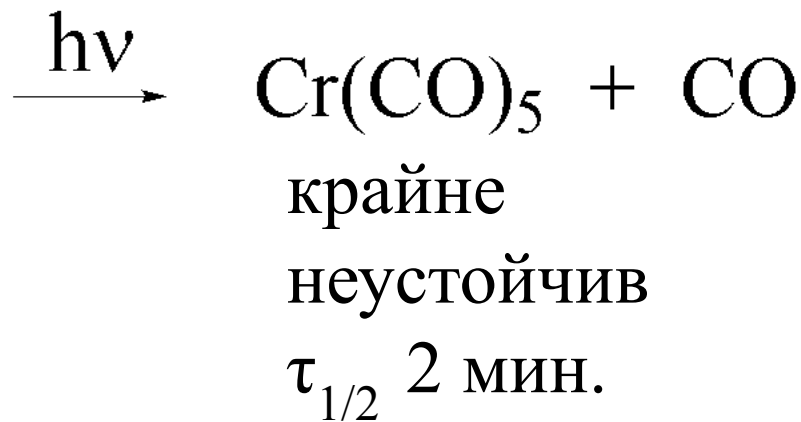 hν
Cr(CO)₅ + CO
крайне
неустойчив
τ₁/₂ 2 мин.